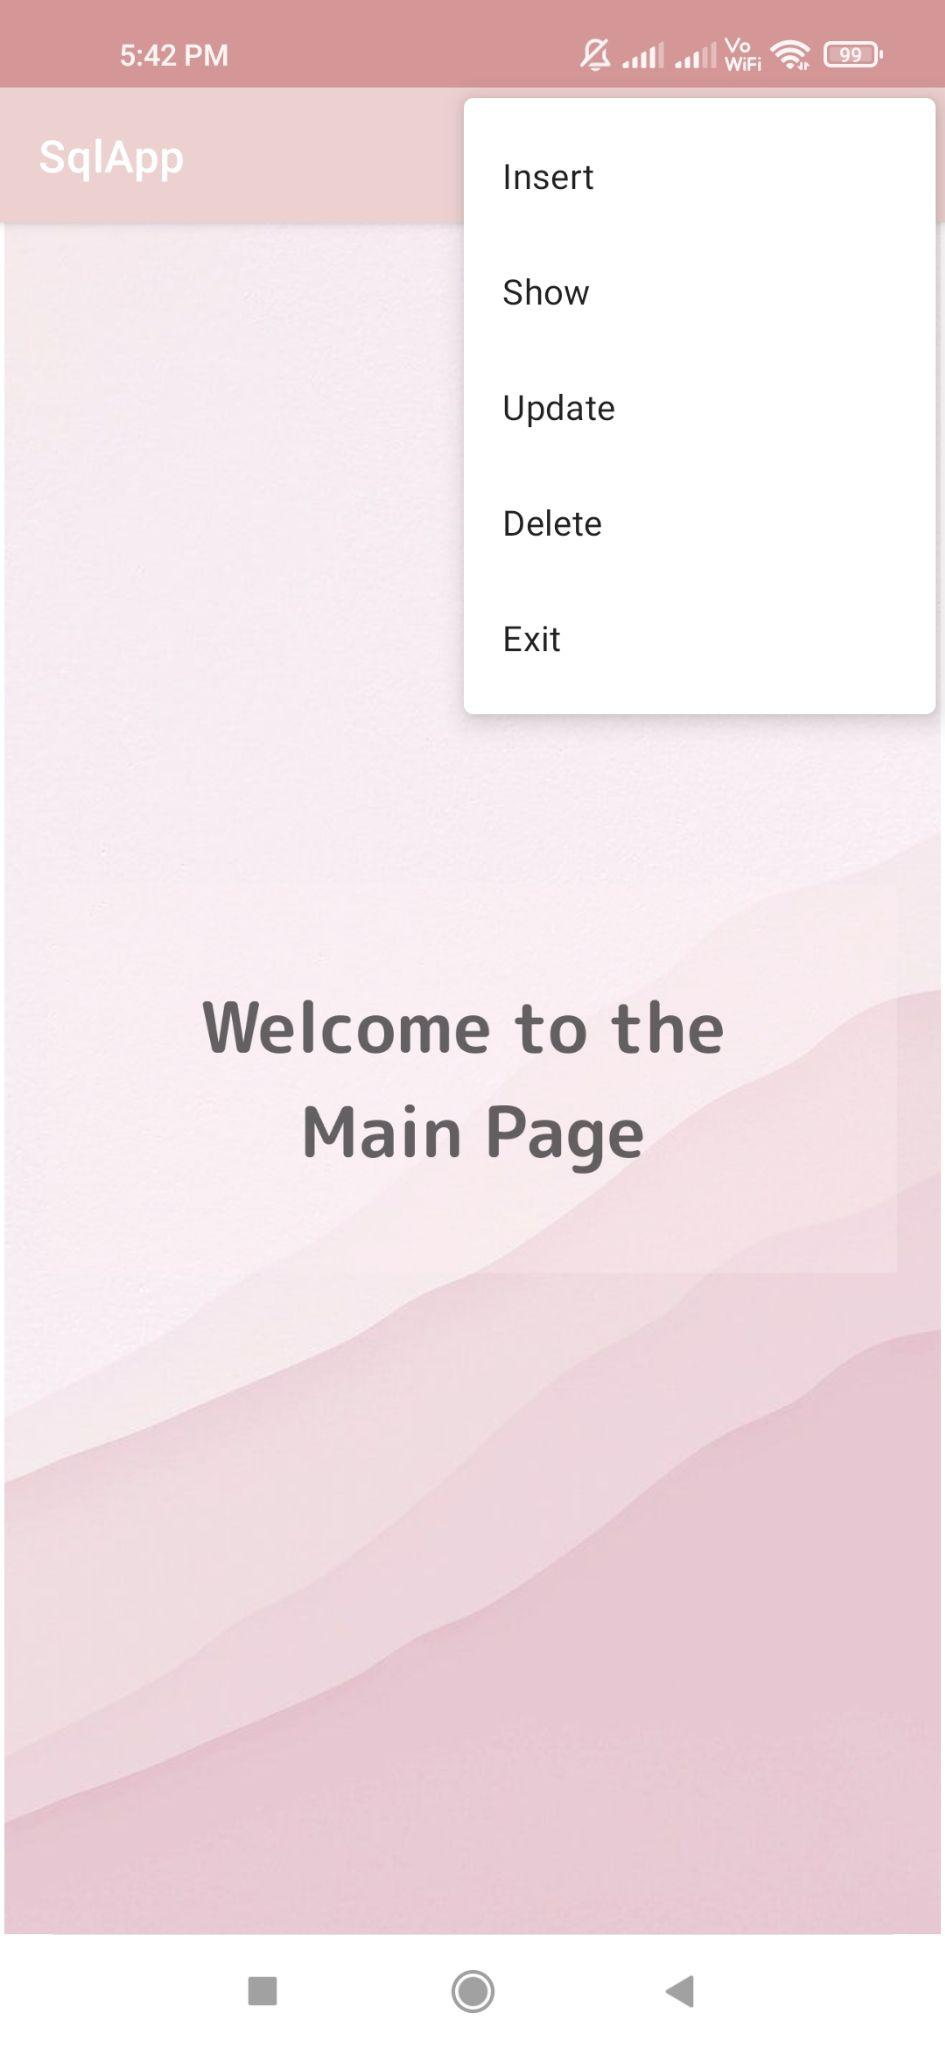 5:42 PM
Vo
WiFi
99
SqlApp
Insert
Show
Update
Delete
Exit
Welcome to the
Main Page